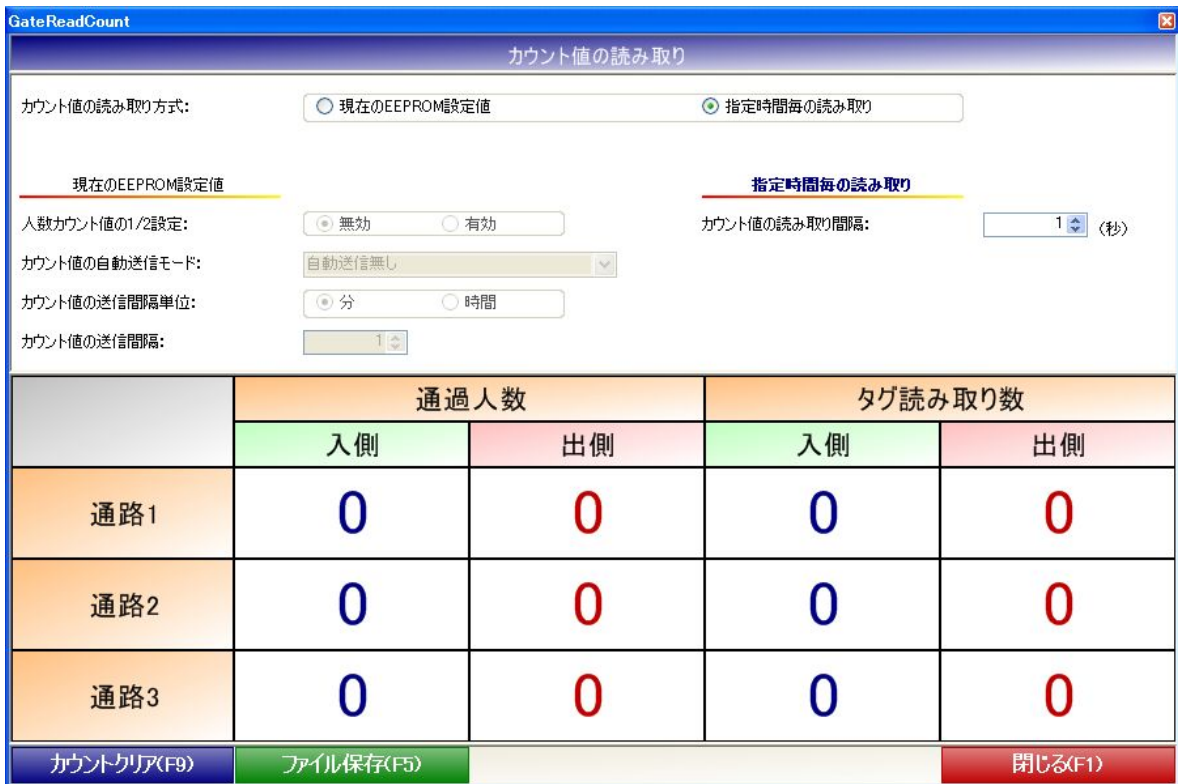 GateReadCount
カウント値の読み取り
カウント値の読み取り方式: 現在のEEPROM設定値 指定時間毎の読み取り
現在のEEPROM設定値 指定時間毎の読み取り
人数カウント値の1/2設定: 無効 有効 カウント値の読み取り間隔: 1 (秒)
カウント値の自動送信モード: 自動送信無し
カウント値の送信間隔単位: 分 時間
カウント値の送信間隔: 1
通過人数 タグ読み取り数
入側 出側 入側 出側
通路1 0 0 0 0
通路2 0 0 0 0
通路3 0 0 0 0
カウントクリア(F9) ファイル保存(F5) 閉じる(F1)